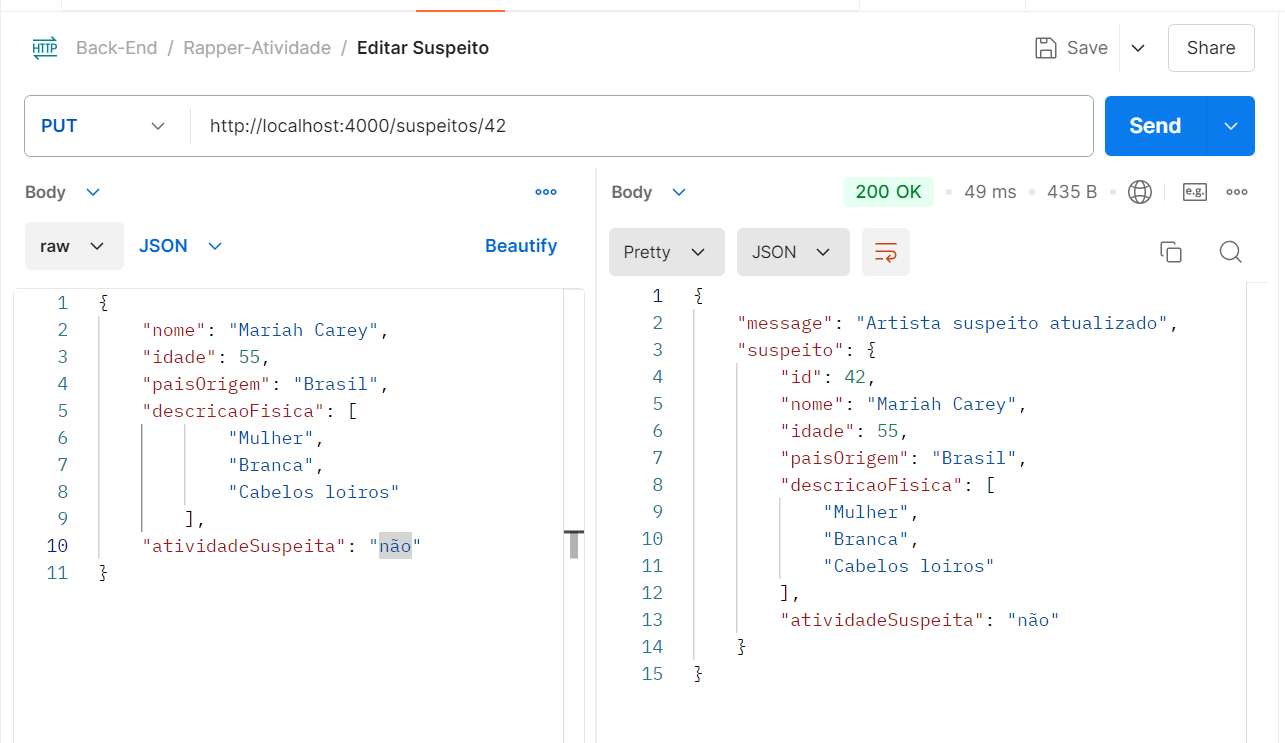 HTTP Back-End / Rapper-Atividade / Editar Suspeito Save Share
PUT http://localhost:4000/suspeitos/42 Send
Body
raw JSON Beautify
1 {
2 "nome": "Mariah Carey",
3 "idade": 55,
4 "paisOrigem": "Brasil",
5 "descricaoFisica": [
6 "Mulher",
7 "Branca",
8 "Cabelos loiros"
9 ],
10 "atividadeSuspeita": "não"
11 }
Body 200 OK 49 ms 435 B e.g.
Pretty JSON
1 {
2 "message": "Artista suspeito atualizado",
3 "suspeito": {
4 "id": 42,
5 "nome": "Mariah Carey",
6 "idade": 55,
7 "paisOrigem": "Brasil",
8 "descricaoFisica": [
9 "Mulher",
10 "Branca",
11 "Cabelos loiros"
12 ],
13 "atividadeSuspeita": "não"
14 }
15 }